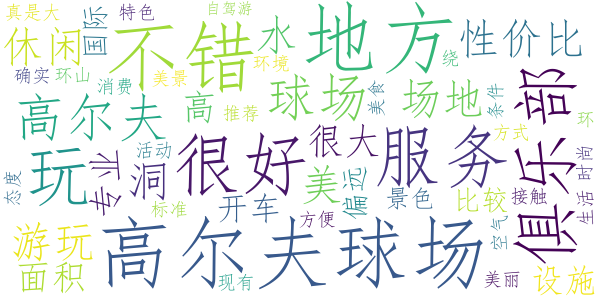 真是大
特色
自驾游
休闲
国际
不错
水
地方
性价比
确实
环山
消费
美景
环境
绕
高尔夫
高
推荐
球场
美食
场地
条件
俱乐部
玩
专业
活动
洞
很好
很大
服务
方式
环
态度
标准
美
偏远
景色
比较
接触
时尚
生活
游玩
开车
方便
空气
面积
高尔夫球场
现有
美丽
设施